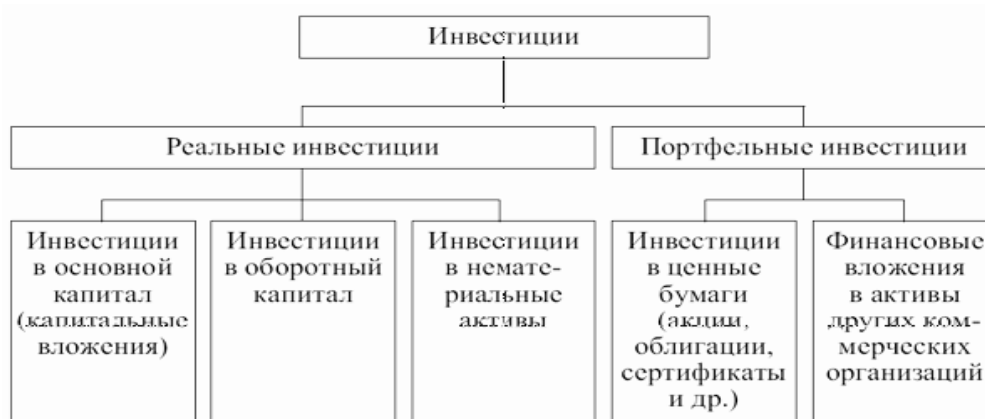 Инвестиции
Реальные инвестиции
Портфельные инвестиции
Инвестиции
в основной
капитал
(капитальные
вложения)
Инвестиции
в оборотный
капитал
Инвестиции
в немате-
риальные
активы
Инвестиции
в ценные
бумаги
(акции,
облигации,
сертификаты
и др.)
Финансовые
вложения
в активы
других ком-
мерческих
организаций